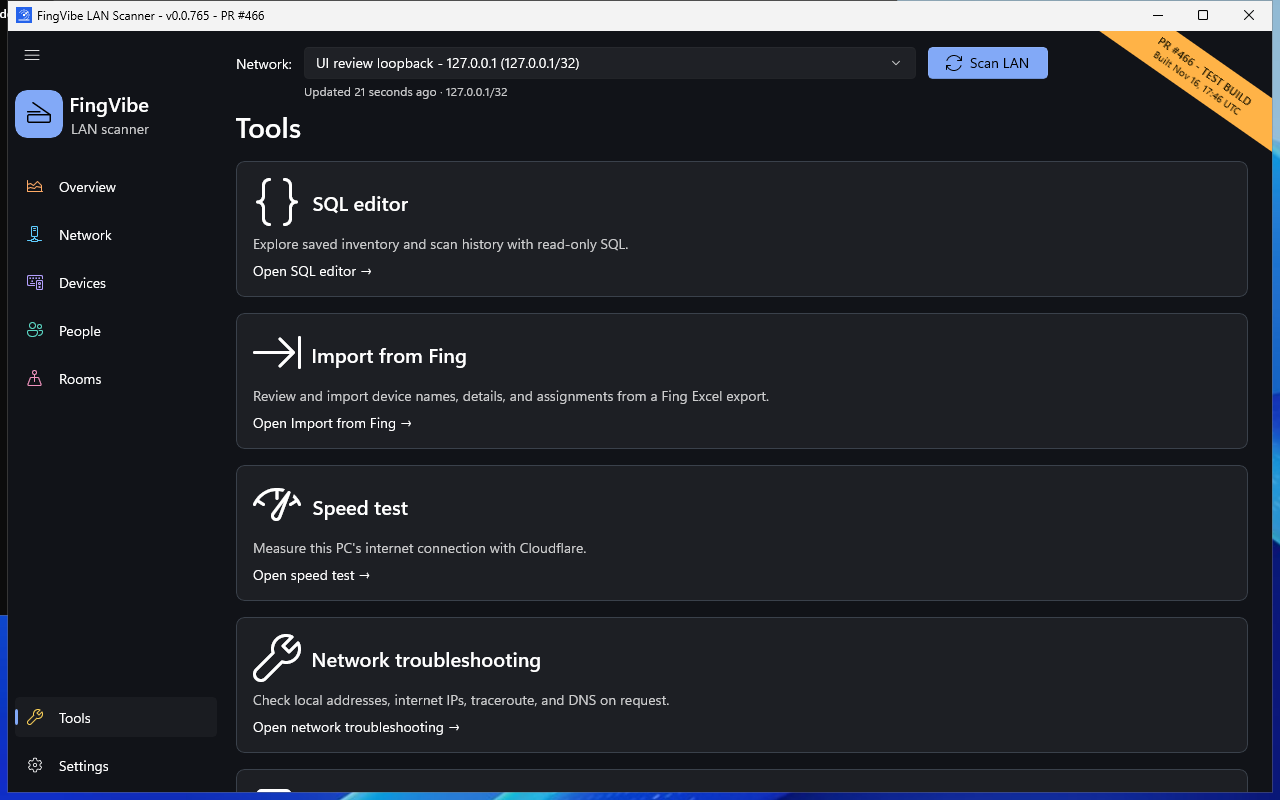 FingVibe LAN Scanner - v0.0.765 - PR #466
Network:
UI review loopback - 127.0.0.1 (127.0.0.1/32)
Scan LAN
Updated 21 seconds ago · 127.0.0.1/32
PR #466 - TEST BUILD
Built Nov 16, 17:46 UTC
FingVibe
LAN scanner
Overview
Network
Devices
People
Rooms
Tools
Settings
Tools
{ } SQL editor
Explore saved inventory and scan history with read-only SQL.
Open SQL editor →
Import from Fing
Review and import device names, details, and assignments from a Fing Excel export.
Open Import from Fing →
Speed test
Measure this PC's internet connection with Cloudflare.
Open speed test →
Network troubleshooting
Check local addresses, internet IPs, traceroute, and DNS on request.
Open network troubleshooting →